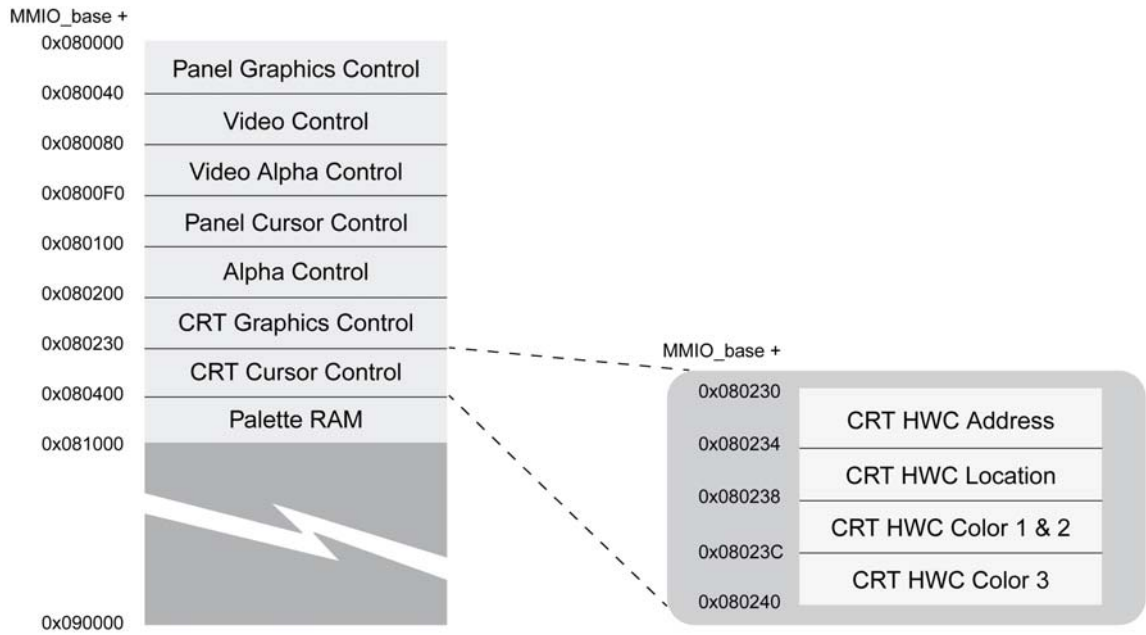 MMIO_base +
0x080000
Panel Graphics Control
0x080040
Video Control
0x080080
Video Alpha Control
0x0800F0
Panel Cursor Control
0x080100
Alpha Control
0x080200
CRT Graphics Control
0x080230
CRT Cursor Control
0x080400
Palette RAM
0x081000
0x090000
MMIO_base +
0x080230
CRT HWC Address
0x080234
CRT HWC Location
0x080238
CRT HWC Color 1 & 2
0x08023C
CRT HWC Color 3
0x080240